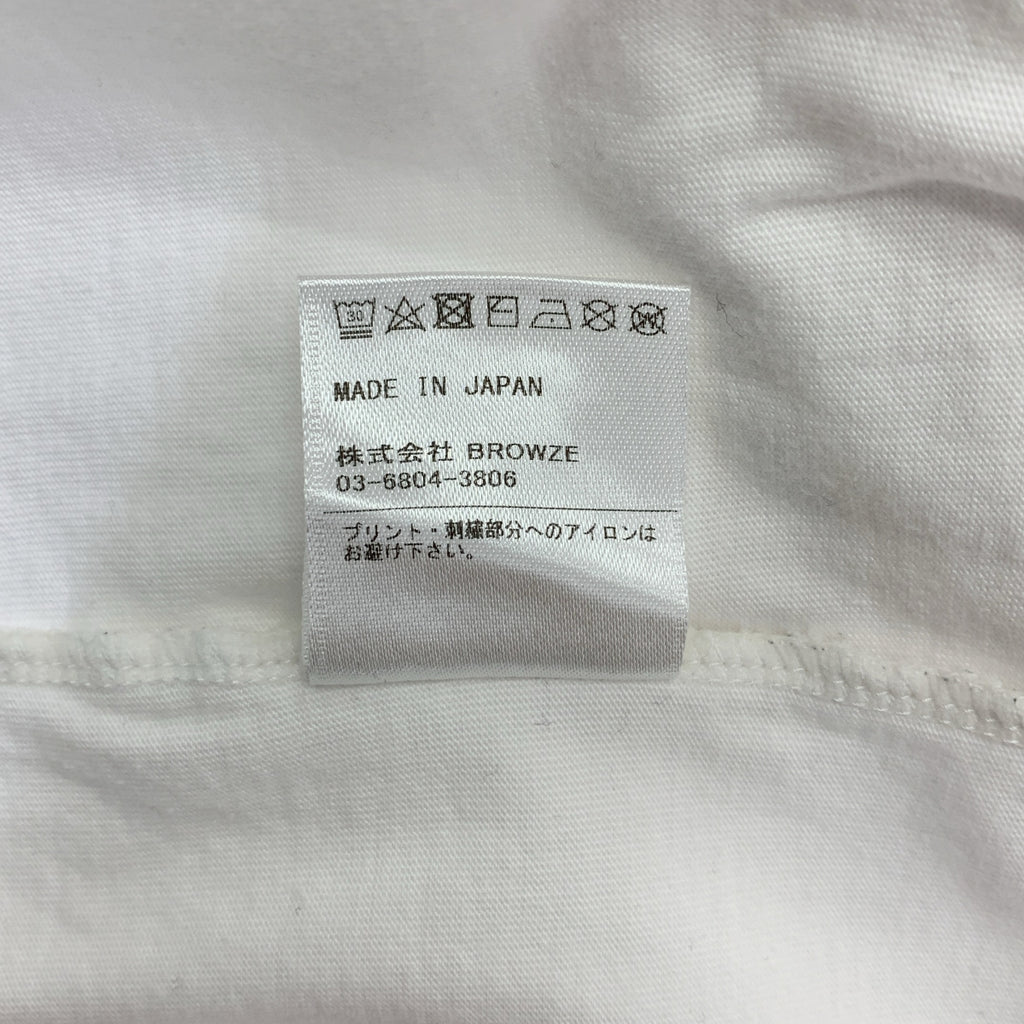 30
W
MADE IN JAPAN
株式会社 BROWZE
03-6804-3806
プリント・刺繍部分へのアイロンは
お避け下さい。